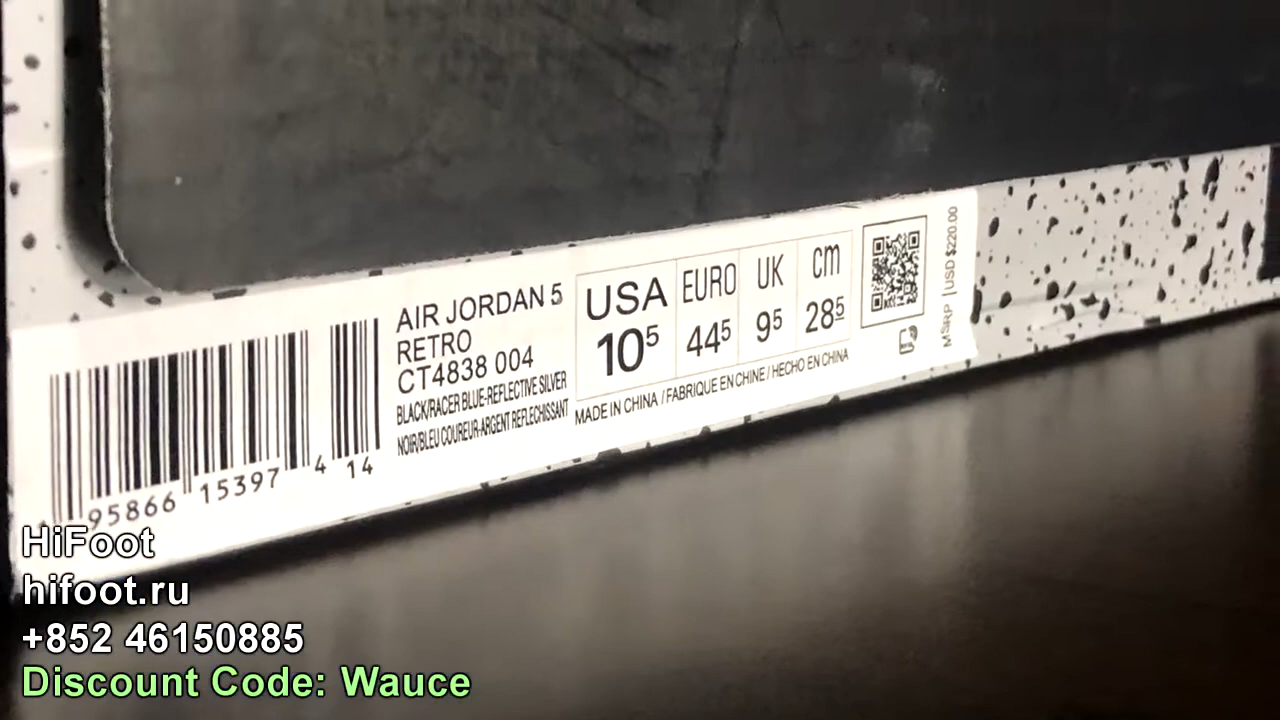 AIR JORDAN 5
RETRO
CT4838 004
BLACK/RACER BLUE-REFLECTIVE SILVER
NOIR/BLEU COUREUR-ARGENT REFLECHISSANT
USA
10⁵
EURO
44⁵
UK
9⁵
cm
28⁵
MADE IN CHINA / FABRIQUE EN CHINE / HECHO EN CHINA
MSRP |USD $220.00
95866 15397 4 14
HiFoot
hifoot.ru
+852 46150885
Discount Code: Wauce